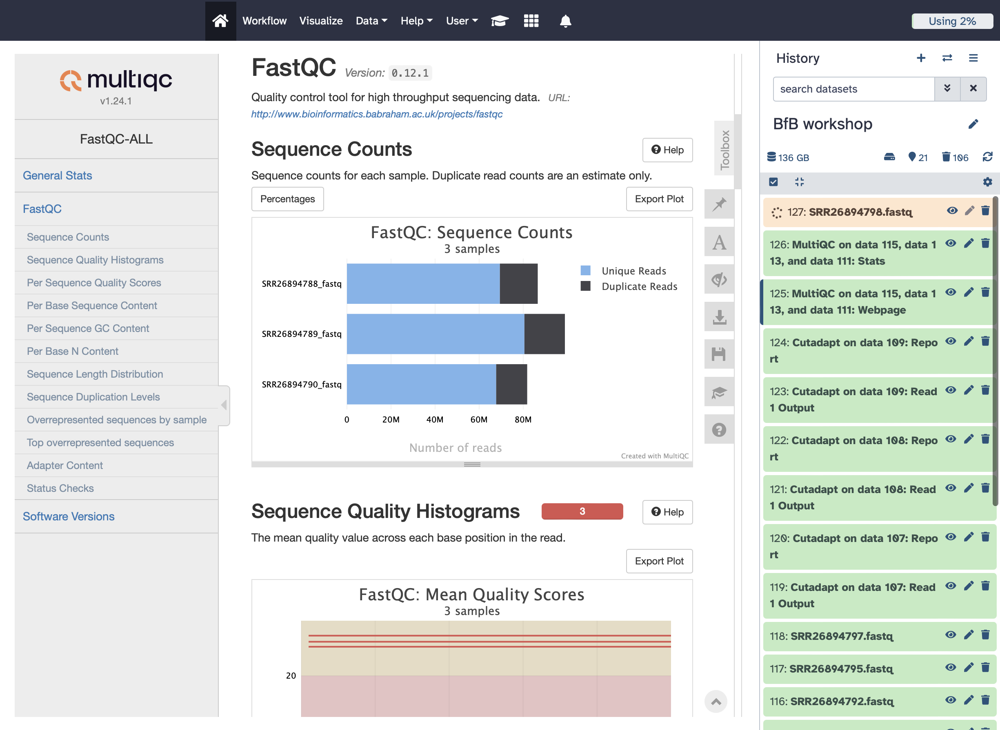 Workflow
Visualize
Data
Help
User
Using 2%
multiqc
v1.24.1
FastQC-ALL
General Stats
FastQC
Sequence Counts
Sequence Quality Histograms
Per Sequence Quality Scores
Per Base Sequence Content
Per Sequence GC Content
Per Base N Content
Sequence Length Distribution
Sequence Duplication Levels
Overrepresented sequences by sample
Top overrepresented sequences
Adapter Content
Status Checks
Software Versions
FastQC Version: 0.12.1
Quality control tool for high throughput sequencing data. URL:
http://www.bioinformatics.babraham.ac.uk/projects/fastqc
Sequence Counts
Help
Sequence counts for each sample. Duplicate read counts are an estimate only.
Percentages
Export Plot
FastQC: Sequence Counts
3 samples
SRR26894788_fastq
SRR26894789_fastq
SRR26894790_fastq
Unique Reads
Duplicate Reads
0 20M 40M 60M 80M
Number of reads
Created with MultiQC
Sequence Quality Histograms
3
Help
The mean quality value across each base position in the read.
Export Plot
FastQC: Mean Quality Scores
3 samples
20
Toolbox
A
History
search datasets
BfB workshop
136 GB
21
106
127: SRR26894798.fastq
126: MultiQC on data 115, data 1
13, and data 111: Stats
125: MultiQC on data 115, data 1
13, and data 111: Webpage
124: Cutadapt on data 109: Repo
rt
123: Cutadapt on data 109: Read
1 Output
122: Cutadapt on data 108: Repo
rt
121: Cutadapt on data 108: Read
1 Output
120: Cutadapt on data 107: Repo
rt
119: Cutadapt on data 107: Read
1 Output
118: SRR26894797.fastq
117: SRR26894795.fastq
116: SRR26894792.fastq